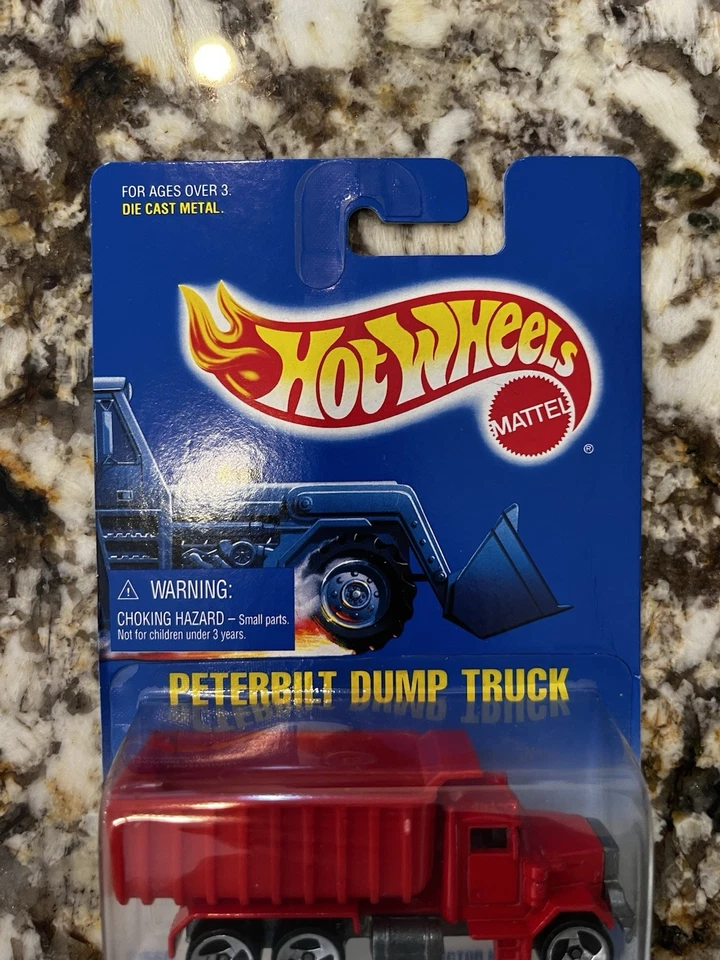 FOR AGES OVER 3.
DIE CAST METAL.
HOT WHEELS
MATTEL
®
⚠ WARNING:
CHOKING HAZARD – Small parts.
Not for children under 3 years.
PETERBILT DUMP TRUCK